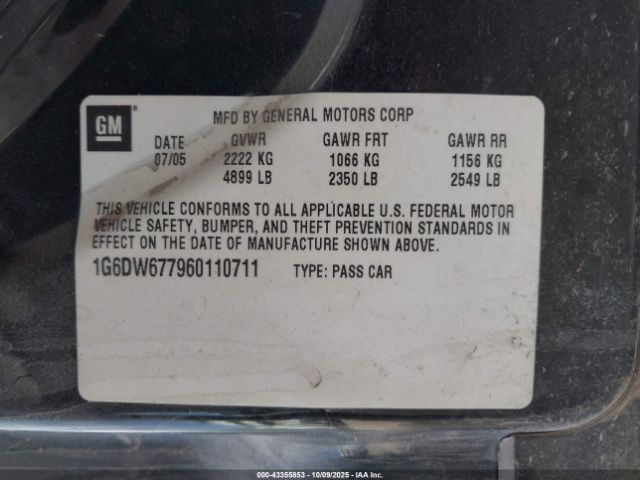 GM®
MFD BY GENERAL MOTORS CORP
DATE GVWR GAWR FRT GAWR RR
07/05 2222 KG 1066 KG 1156 KG
4899 LB 2350 LB 2549 LB
THIS VEHICLE CONFORMS TO ALL APPLICABLE U.S. FEDERAL MOTOR
VEHICLE SAFETY, BUMPER, AND THEFT PREVENTION STANDARDS IN
EFFECT ON THE DATE OF MANUFACTURE SHOWN ABOVE.
1G6DW677960110711 TYPE: PASS CAR
000-43355853 | 10/09/2025 | IAA Inc.